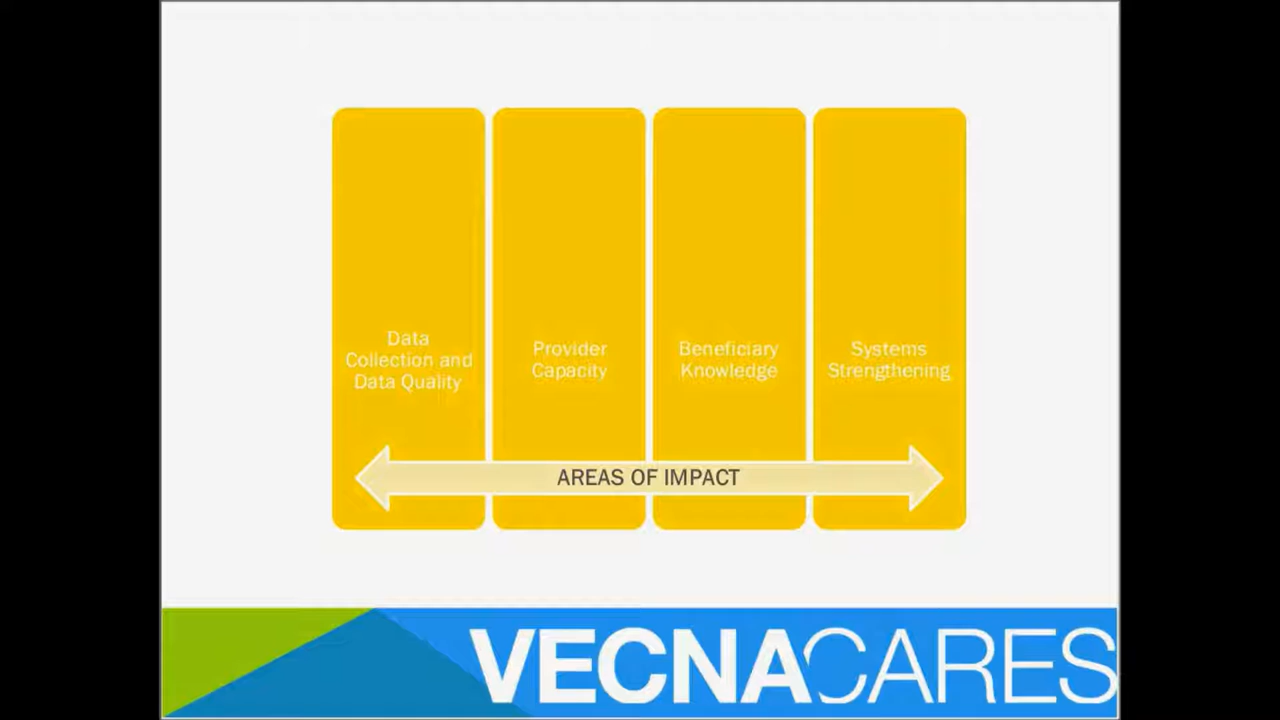 Data
Collection and
Data Quality
Provider
Capacity
Beneficiary
Knowledge
Systems
Strengthening
AREAS OF IMPACT
VECNACARES